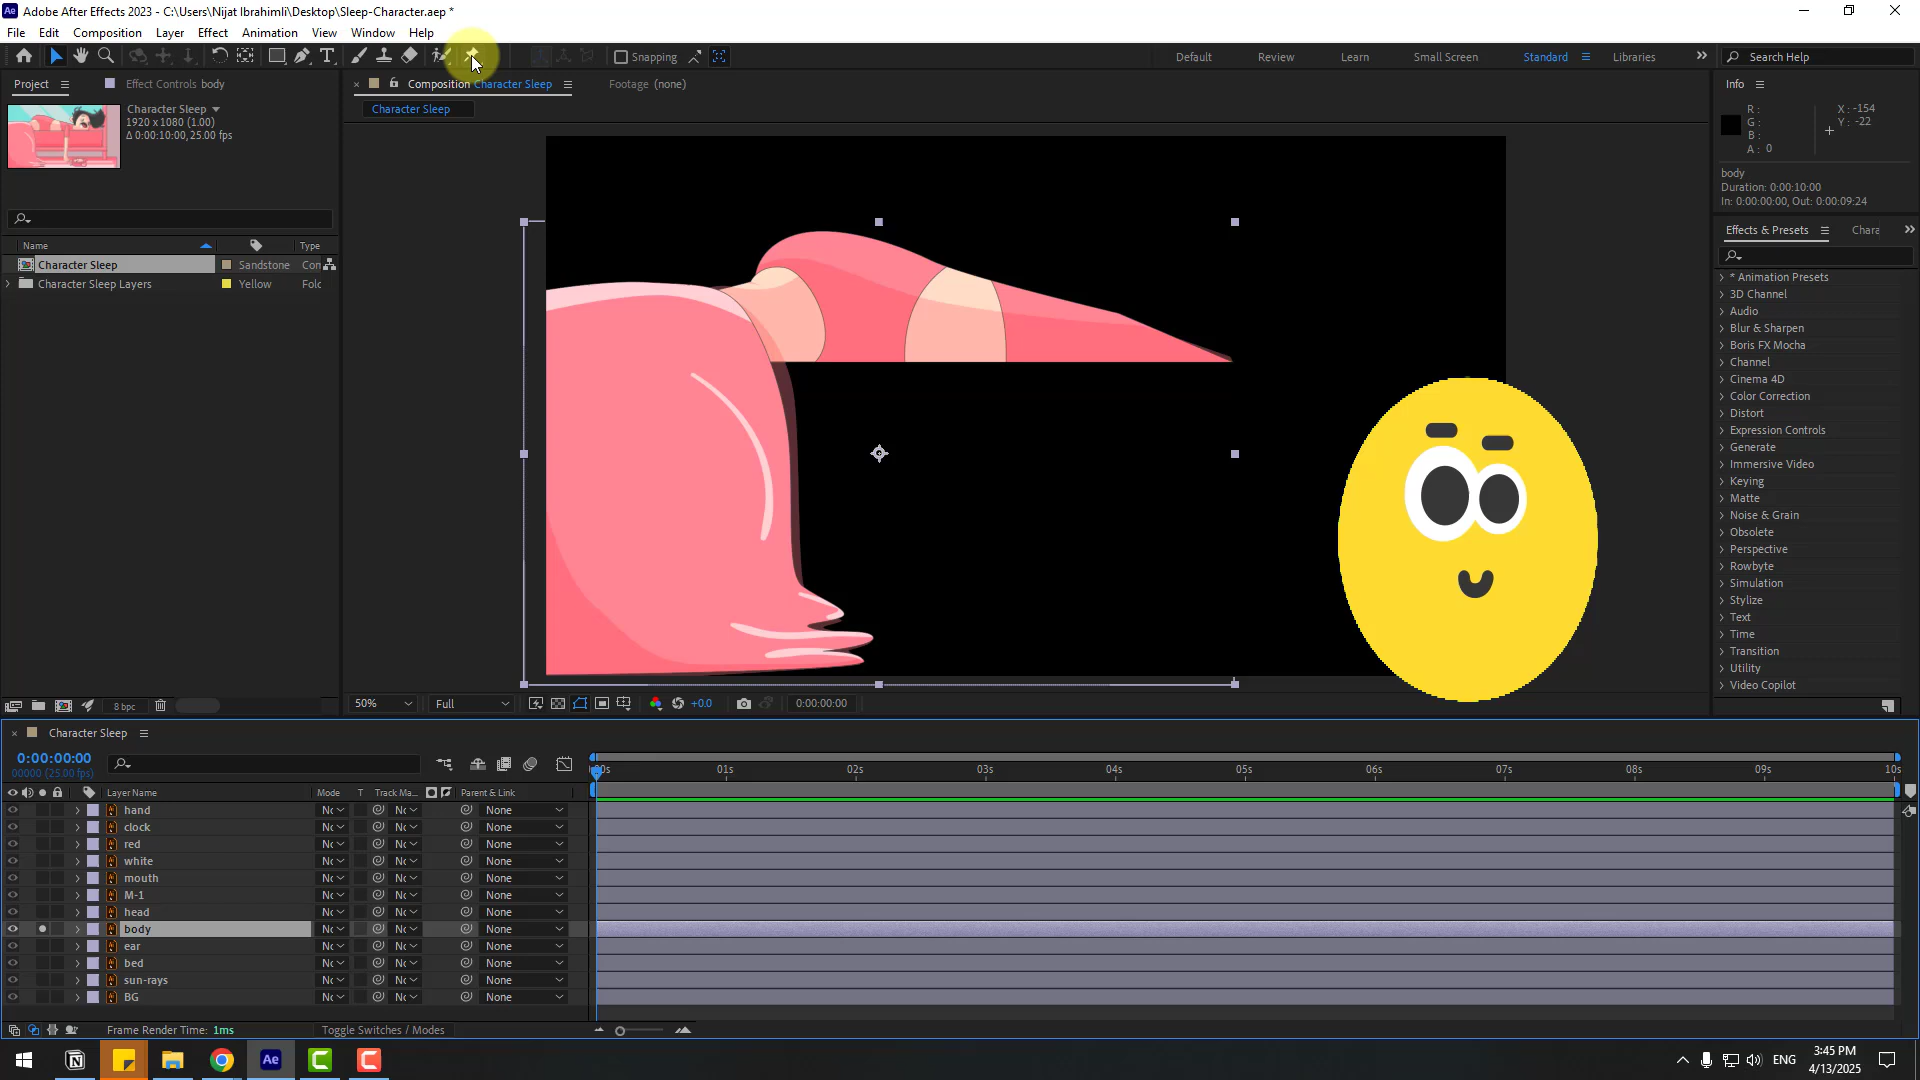 Adobe After Effects 2023 - C:\Users\Nijat Ibrahimli\Desktop\Sleep-Character.aep *
File Edit Composition Layer Effect Animation View Window Help
Snapping
Default Review Learn Small Screen Standard Libraries
Search Help
Project
Effect Controls body
Composition Character Sleep
Footage (none)
Info
Character Sleep
Character Sleep
1920 x 1080 (1.00)
Δ 0:00:10:00, 25.00 fps
R :
G :
B :
A : 0
X : -154
Y : -22
body
Duration: 0:00:10:00
In: 0:00:00:00, Out: 0:00:09:24
Effects & Presets
Chara
Name Type
Character Sleep Sandstone Con
Character Sleep Layers Yellow Folc
* Animation Presets
3D Channel
Audio
Blur & Sharpen
Boris FX Mocha
Channel
Cinema 4D
Color Correction
Distort
Expression Controls
Generate
Immersive Video
Keying
Matte
Noise & Grain
Obsolete
Perspective
Rowbyte
Simulation
Stylize
Text
Time
Transition
Utility
Video Copilot
8 bpc
50% Full +0.0 0:00:00:00
Character Sleep
0:00:00:00
00000 (25.00 fps)
00s 01s 02s 03s 04s 05s 06s 07s 08s 09s 10s
Layer Name Mode T Track Ma... Parent & Link
hand Nc Nc None
clock Nc Nc None
red Nc Nc None
white Nc Nc None
mouth Nc Nc None
M-1 Nc Nc None
head Nc Nc None
body Nc Nc None
ear Nc Nc None
bed Nc Nc None
sun-rays Nc Nc None
BG Nc Nc None
Frame Render Time: 1ms
Toggle Switches / Modes
Ae
ENG
3:45 PM
4/13/2025